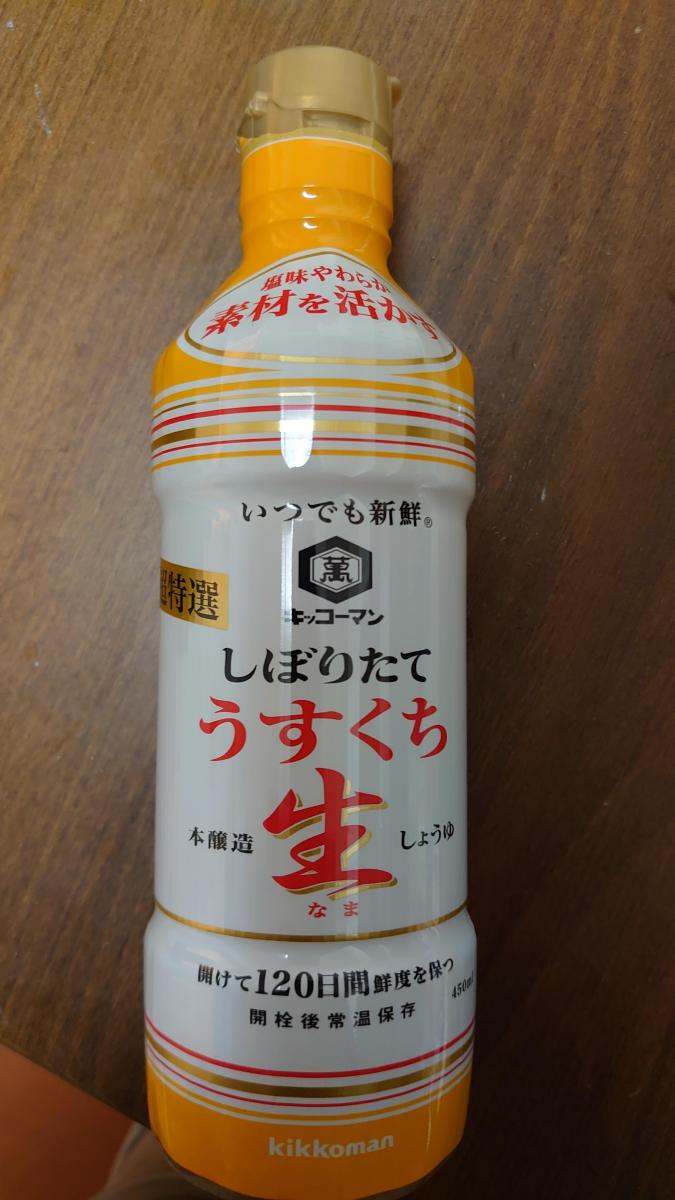 塩味やわらか
素材を活かす
いつでも新鮮®
萬
キッコーマン
超特選
しぼりたて
うすくち
生
なま
本醸造
しょうゆ
開けて120日間鮮度を保つ
450ml
開栓後常温保存
kikkoman